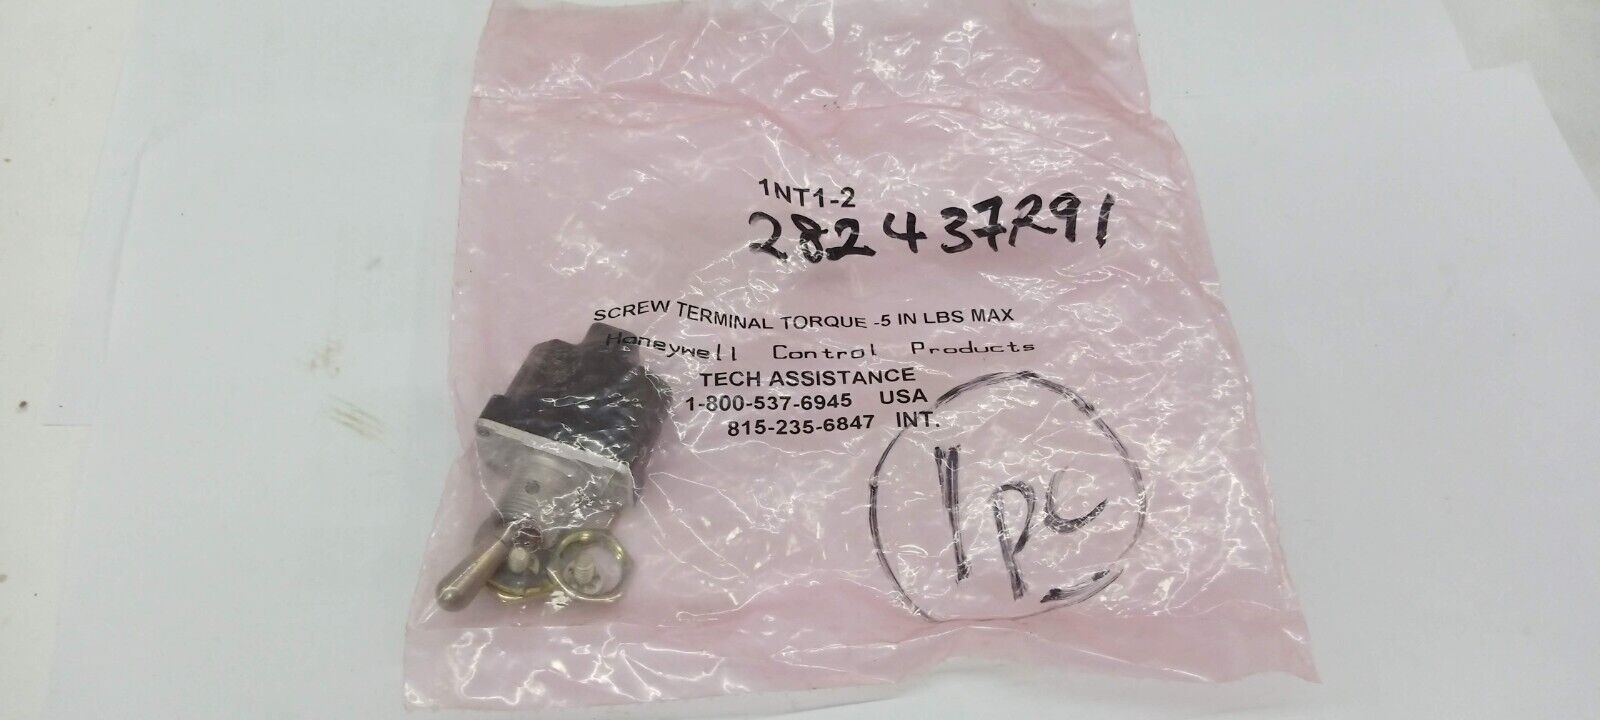 1NT1-2
282437R91
SCREW TERMINAL TORQUE -5 IN LBS MAX
Honeywell Control Products
TECH ASSISTANCE
1-800-537-6945 USA
815-235-6847 INT.
1pc